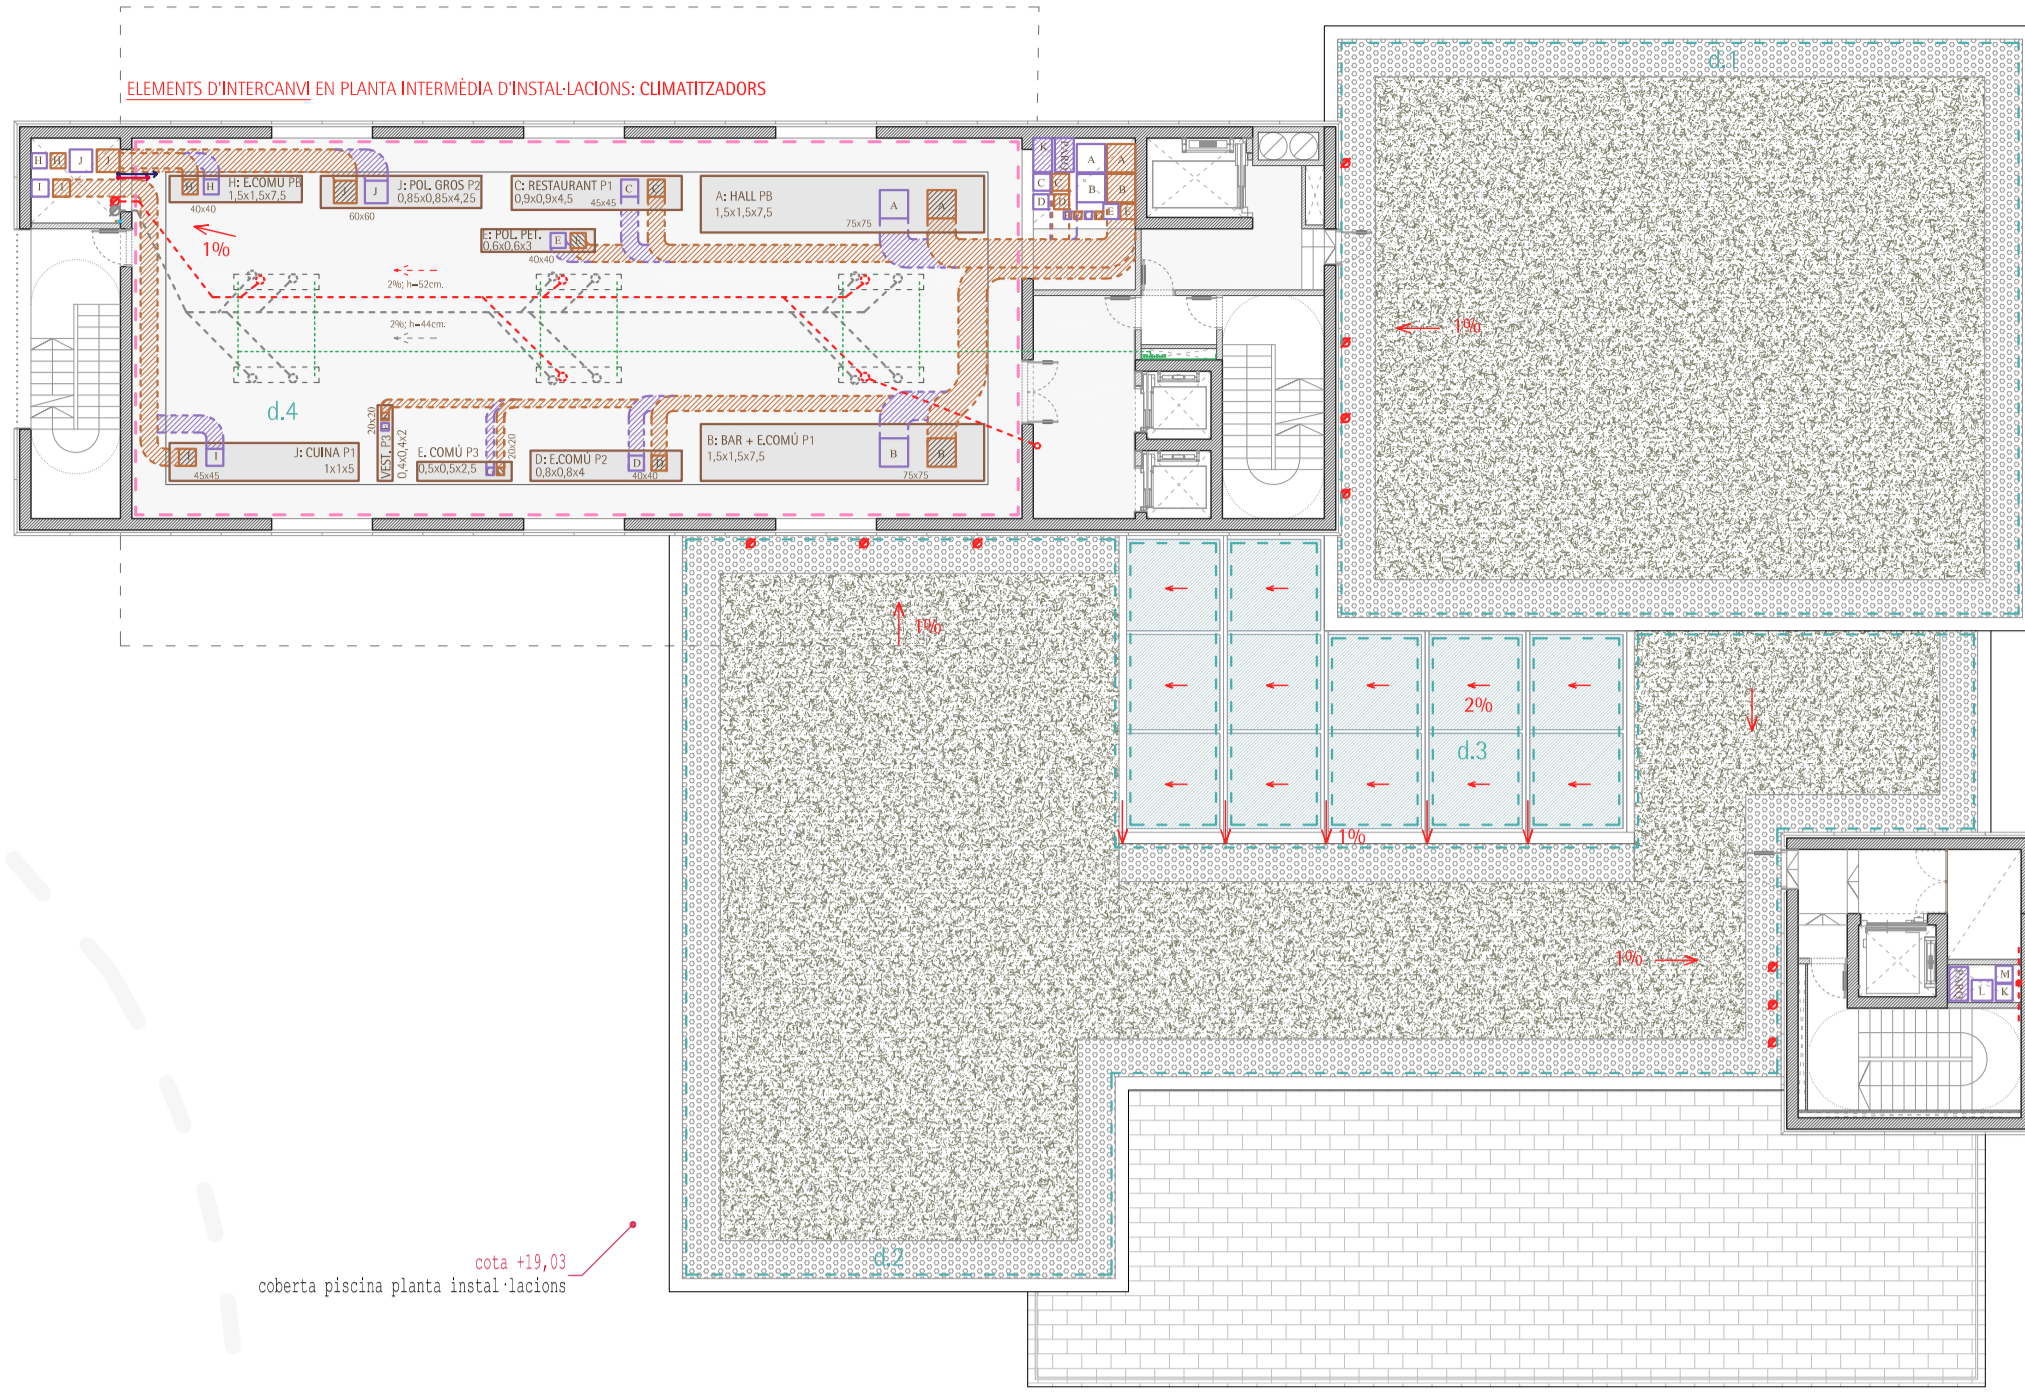 ELEMENTS D'INTERCANVI EN PLANTA INTERMÈDIA D'INSTAL·LACIONS: CLIMATITZADORS
d.1
H H J J
I I
H H
H: E.COMU PB
1,5x1,5x7,5
40x40
J J
J: POL. GROS P2
0,85x0,85x4,25
60x60
C: RESTAURANT P1
0,9x0,9x4,5
45x45
C C
A: HALL PB
1,5x1,5x7,5
75x75
A A
K
A A
C C B B
D D
E E
E: POL. PET.
0,6x0,6x3
E E
40x40
1%
2%; h=52cm.
2%; h=44cm.
1%
d.4
I I
J: CUINA P1
1x1x5
45x45
20x20
VEST. P3
0,4x0,4x2
E. COMÚ P3
0,5x0,5x2,5
20x20
D: E.COMÚ P2
0,8x0,8x4
D D
40x40
B: BAR + E.COMÚ P1
1,5x1,5x7,5
B B
75x75
1%
2%
d.3
1%
1%
M
L K
d.2
cota +19,03
coberta piscina planta instal·lacions